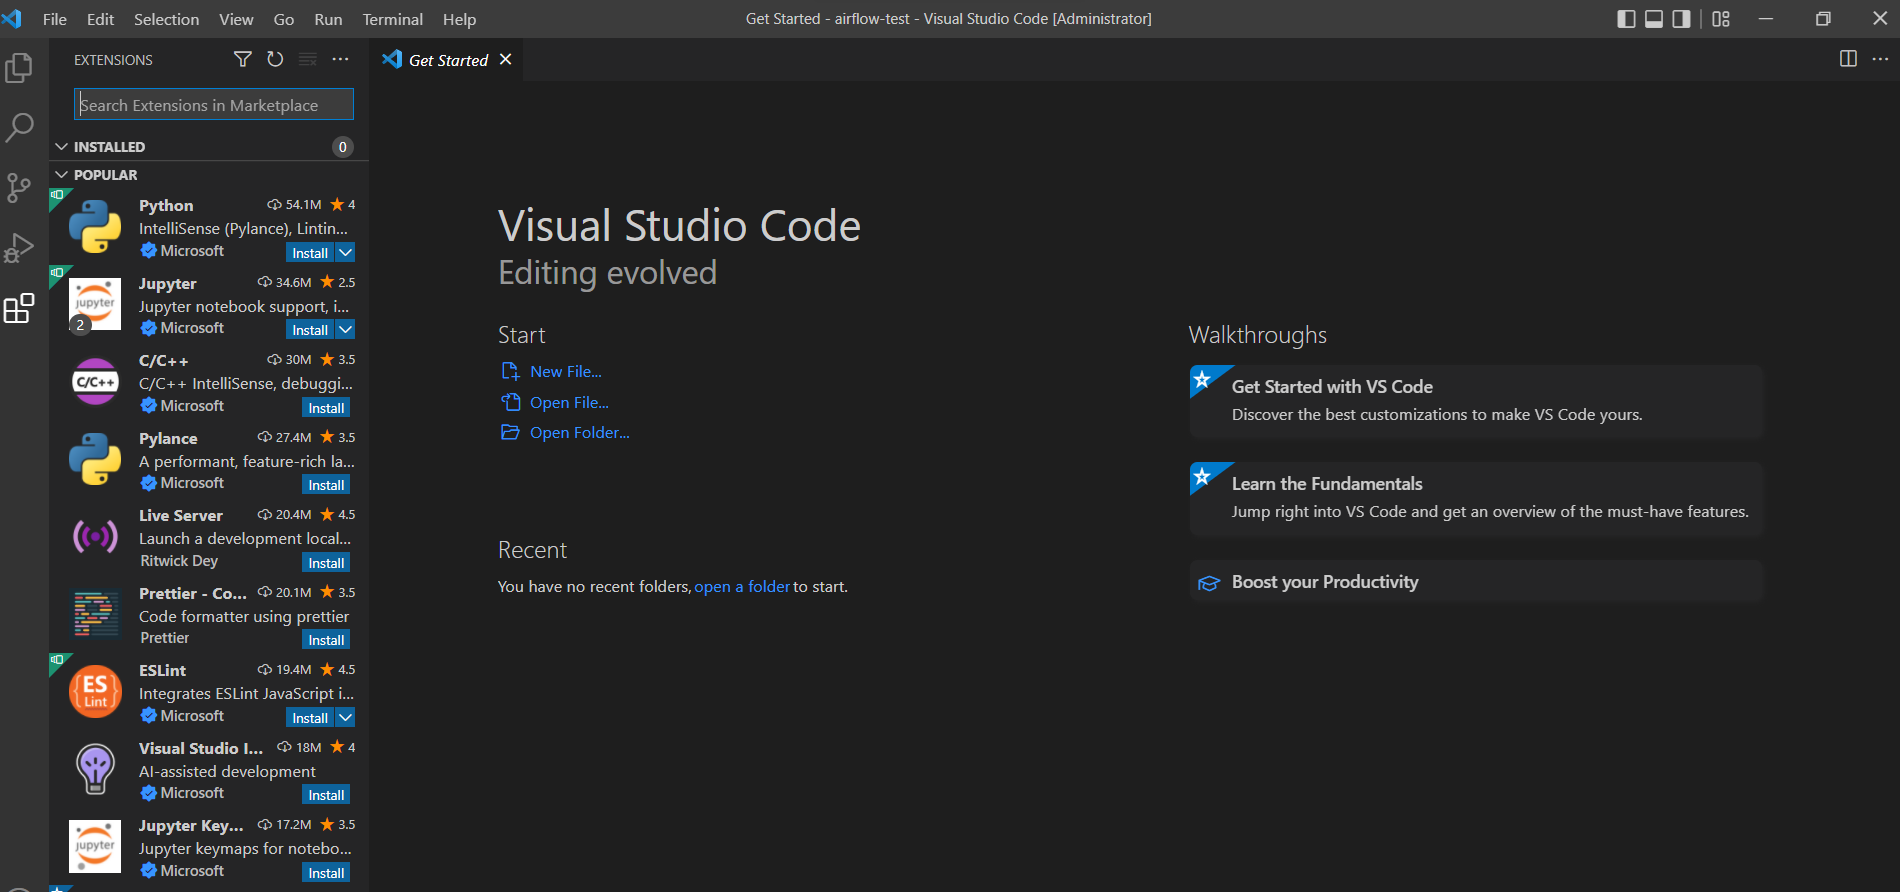 File Edit Selection View Go Run Terminal Help
Get Started - airflow-test - Visual Studio Code [Administrator]
EXTENSIONS
Get Started
Search Extensions in Marketplace
INSTALLED
0
POPULAR
Python 54.1M 4
IntelliSense (Pylance), Lintin...
Microsoft Install
Jupyter 34.6M 2.5
Jupyter notebook support, i...
Microsoft Install
jupyter
2
C/C++ 30M 3.5
C/C++ IntelliSense, debuggi...
Microsoft Install
C/C++
Pylance 27.4M 3.5
A performant, feature-rich la...
Microsoft Install
Live Server 20.4M 4.5
Launch a development local...
Ritwick Dey Install
Prettier - Co... 20.1M 3.5
Code formatter using prettier
Prettier Install
ESLint 19.4M 4.5
Integrates ESLint JavaScript i...
Microsoft Install
ES
Lint
Visual Studio I... 18M 4
AI-assisted development
Microsoft Install
Jupyter Key... 17.2M 3.5
Jupyter keymaps for notebo...
Microsoft Install
jupyter
Visual Studio Code
Editing evolved
Start
New File...
Open File...
Open Folder...
Recent
You have no recent folders, open a folder to start.
Walkthroughs
Get Started with VS Code
Discover the best customizations to make VS Code yours.
Learn the Fundamentals
Jump right into VS Code and get an overview of the must-have features.
Boost your Productivity